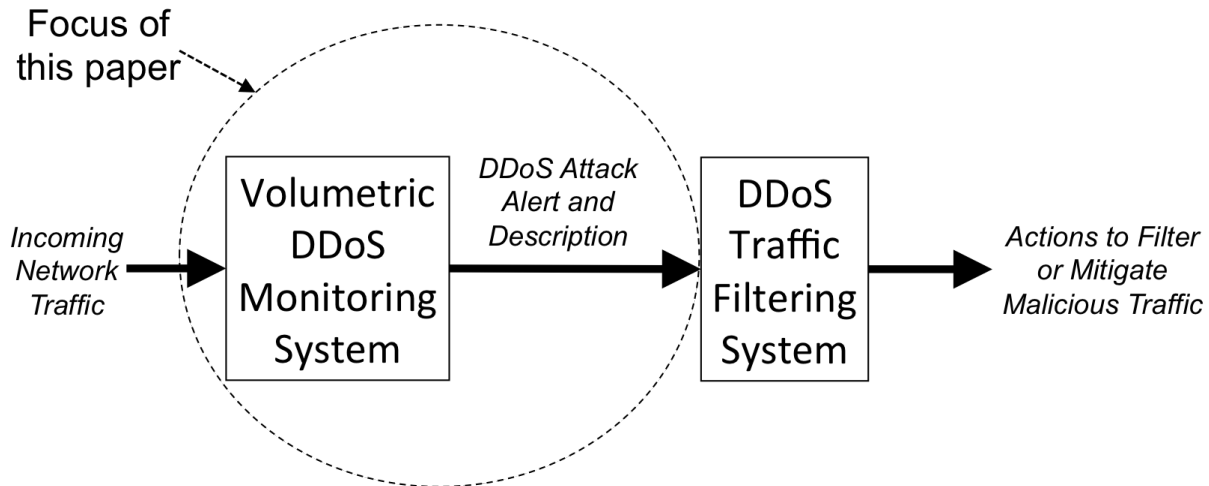 Focus of
this paper
Incoming
Network
Traffic
Volumetric
DDoS
Monitoring
System
DDoS Attack
Alert and
Description
DDoS
Traffic
Filtering
System
Actions to Filter
or Mitigate
Malicious Traffic